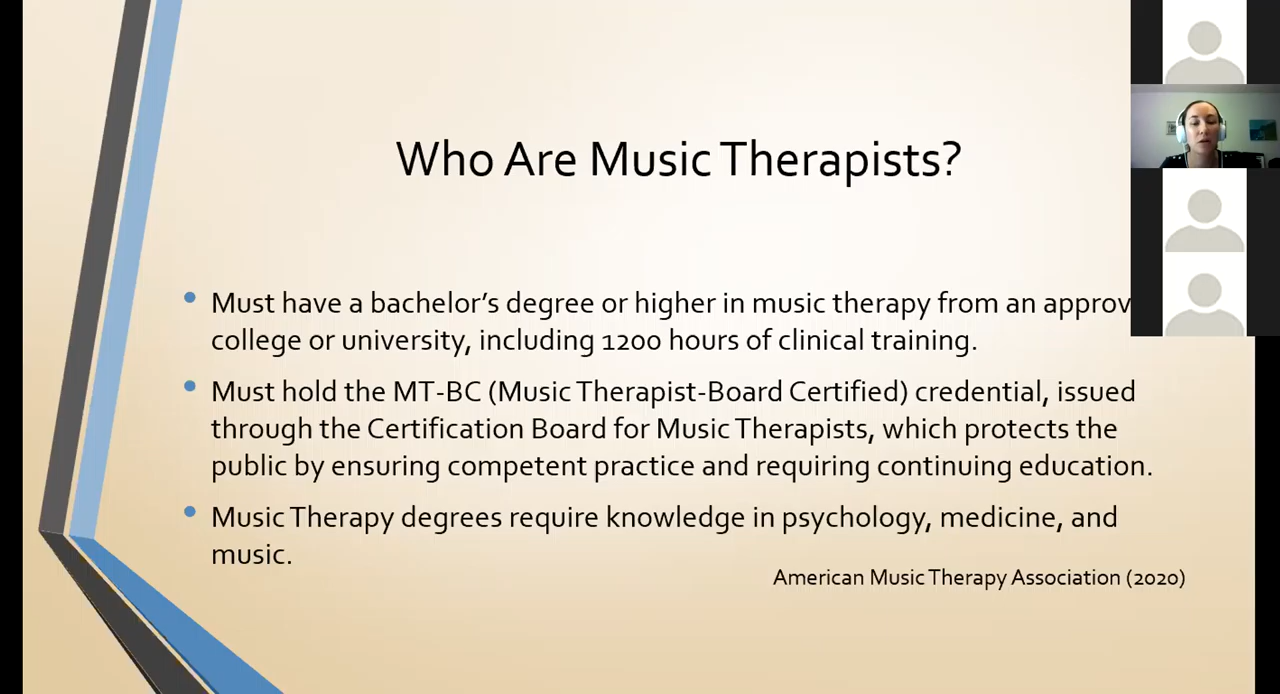 Who Are Music Therapists?
• Must have a bachelor's degree or higher in music therapy from an
college or university, including 1200 hours of clinical training.
• Must hold the MT-BC (Music Therapist-Board Certified) credential, issued
through the Certification Board for Music Therapists, which protects the
public by ensuring competent practice and requiring continuing education.
• Music Therapy degrees require knowledge in psychology, medicine, and
music.
American Music Therapy Association (2020)